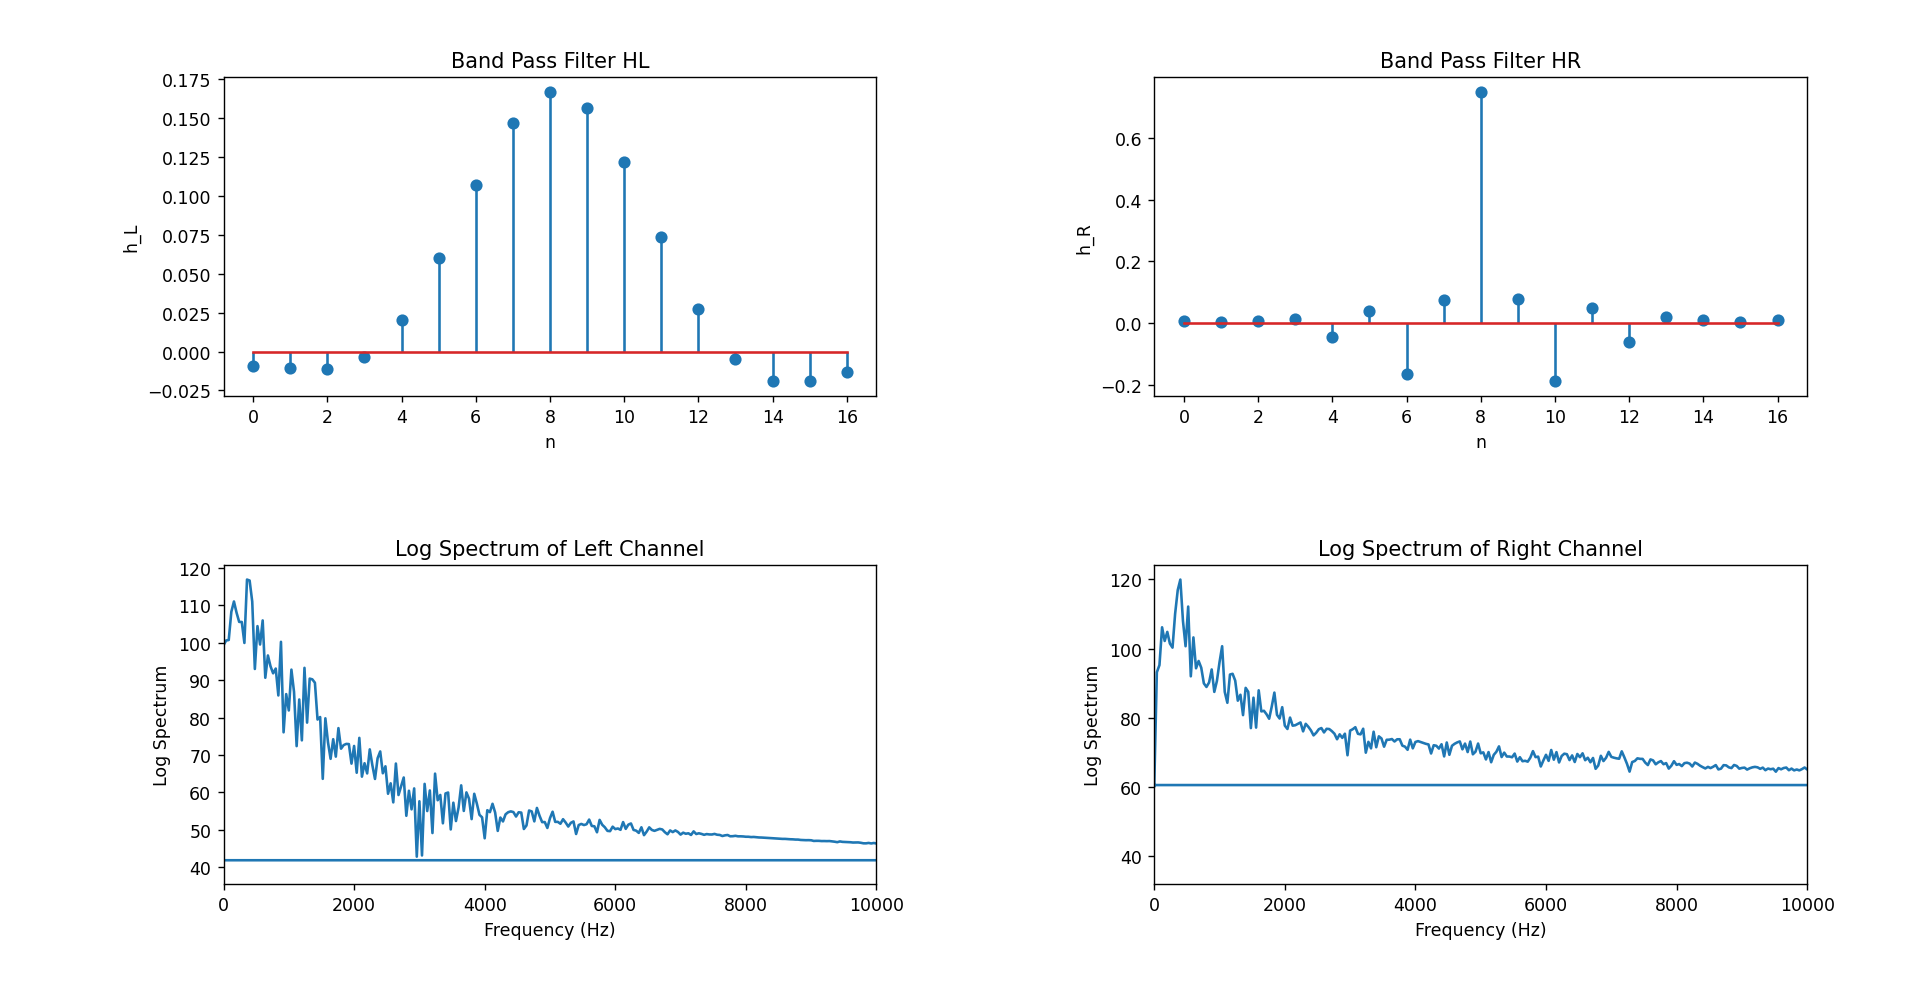 Band Pass Filter HL
0.175
0.150
0.125
0.100
0.075
0.050
0.025
0.000
−0.025
h_L
0 2 4 6 8 10 12 14 16
n
Band Pass Filter HR
0.6
0.4
0.2
0.0
−0.2
h_R
0 2 4 6 8 10 12 14 16
n
Log Spectrum of Left Channel
120
110
100
90
80
70
60
50
40
Log Spectrum
0 2000 4000 6000 8000 10000
Frequency (Hz)
Log Spectrum of Right Channel
120
100
80
60
40
Log Spectrum
0 2000 4000 6000 8000 10000
Frequency (Hz)